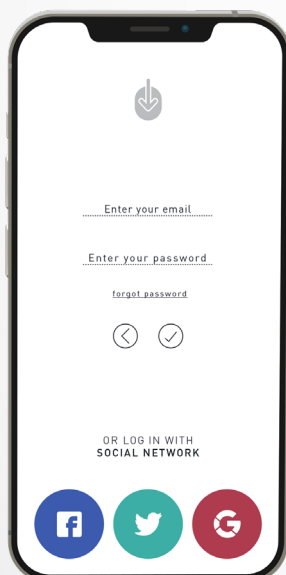 Enter your email
Enter your password
forgot password
OR LOG IN WITH
SOCIAL NETWORK